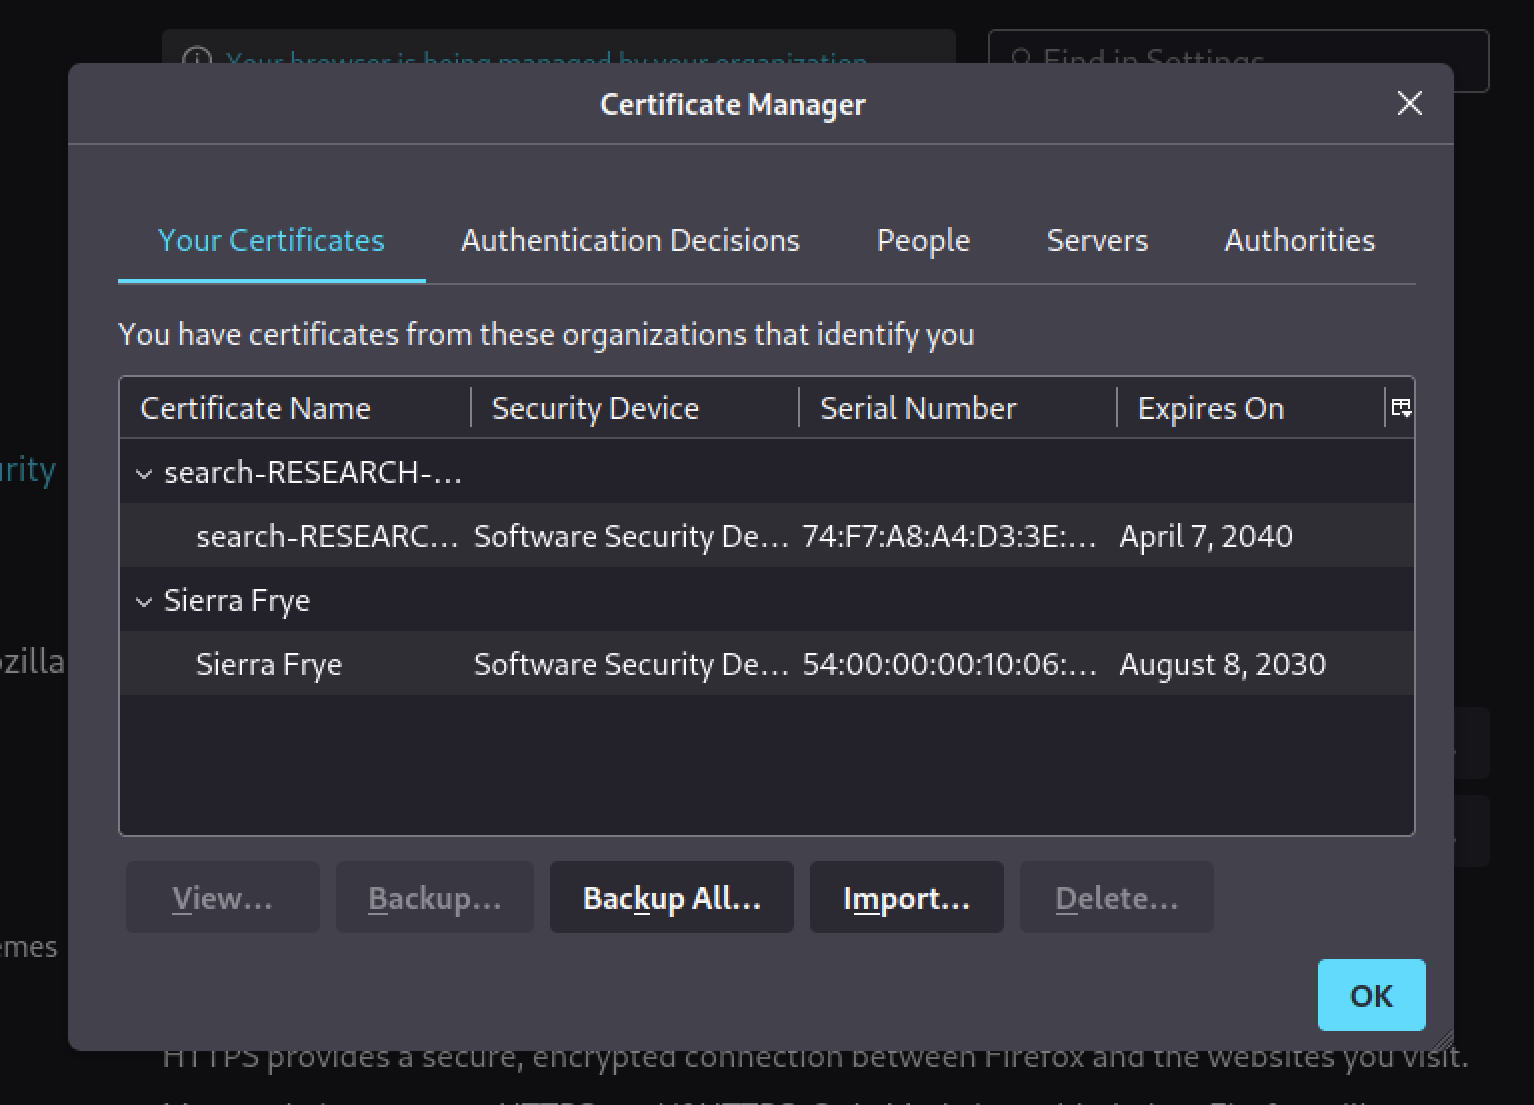 Your browser is being managed by your organization.
Find in Settings
Certificate Manager
Your Certificates Authentication Decisions People Servers Authorities
You have certificates from these organizations that identify you
Certificate Name Security Device Serial Number Expires On
search-RESEARCH-...
search-RESEARC... Software Security De... 74:F7:A8:A4:D3:3E:... April 7, 2040
Sierra Frye
Sierra Frye Software Security De... 54:00:00:00:10:06:... August 8, 2030
View... Backup... Backup All... Import... Delete...
OK
HTTPS provides a secure, encrypted connection between Firefox and the websites you visit.